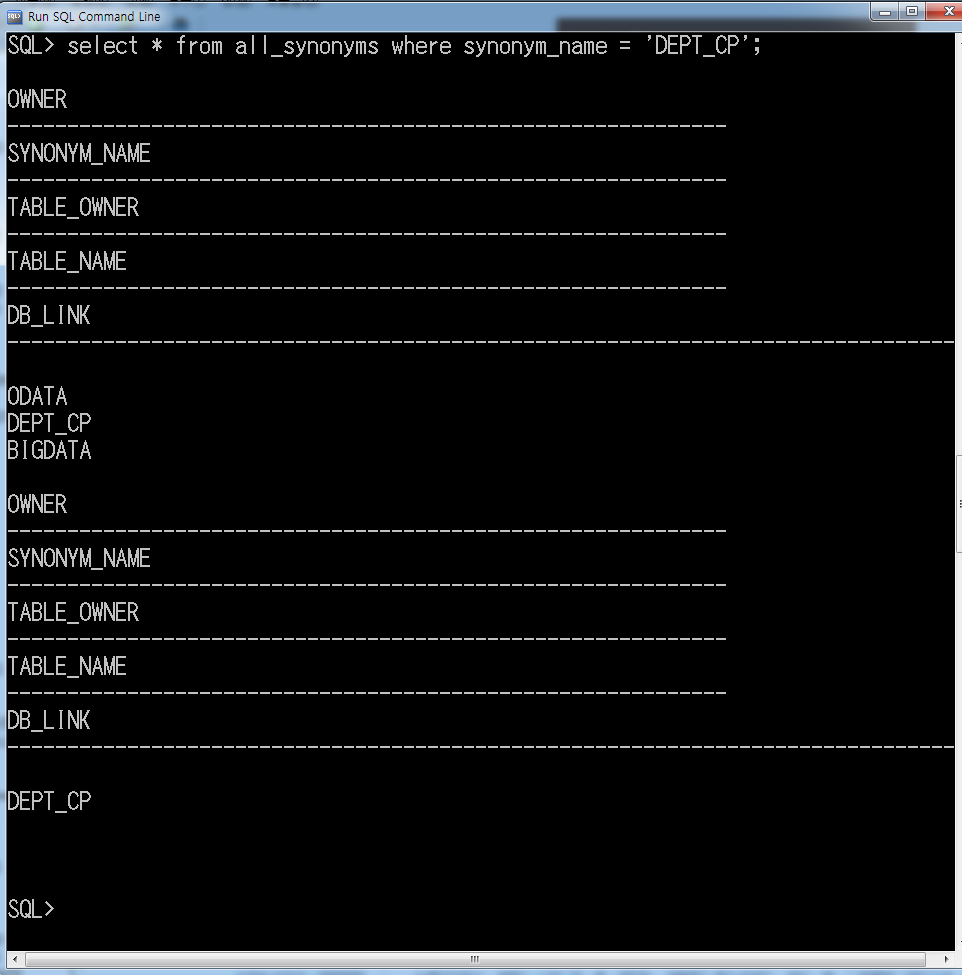 Run SQL Command Line
SQL> select * from all_synonyms where synonym_name = 'DEPT_CP';
OWNER
------------------------------------------------------------
SYNONYM_NAME
------------------------------------------------------------
TABLE_OWNER
------------------------------------------------------------
TABLE_NAME
------------------------------------------------------------
DB_LINK
--------------------------------------------------------------------------------
ODATA
DEPT_CP
BIGDATA
OWNER
------------------------------------------------------------
SYNONYM_NAME
------------------------------------------------------------
TABLE_OWNER
------------------------------------------------------------
TABLE_NAME
------------------------------------------------------------
DB_LINK
--------------------------------------------------------------------------------
DEPT_CP
SQL>